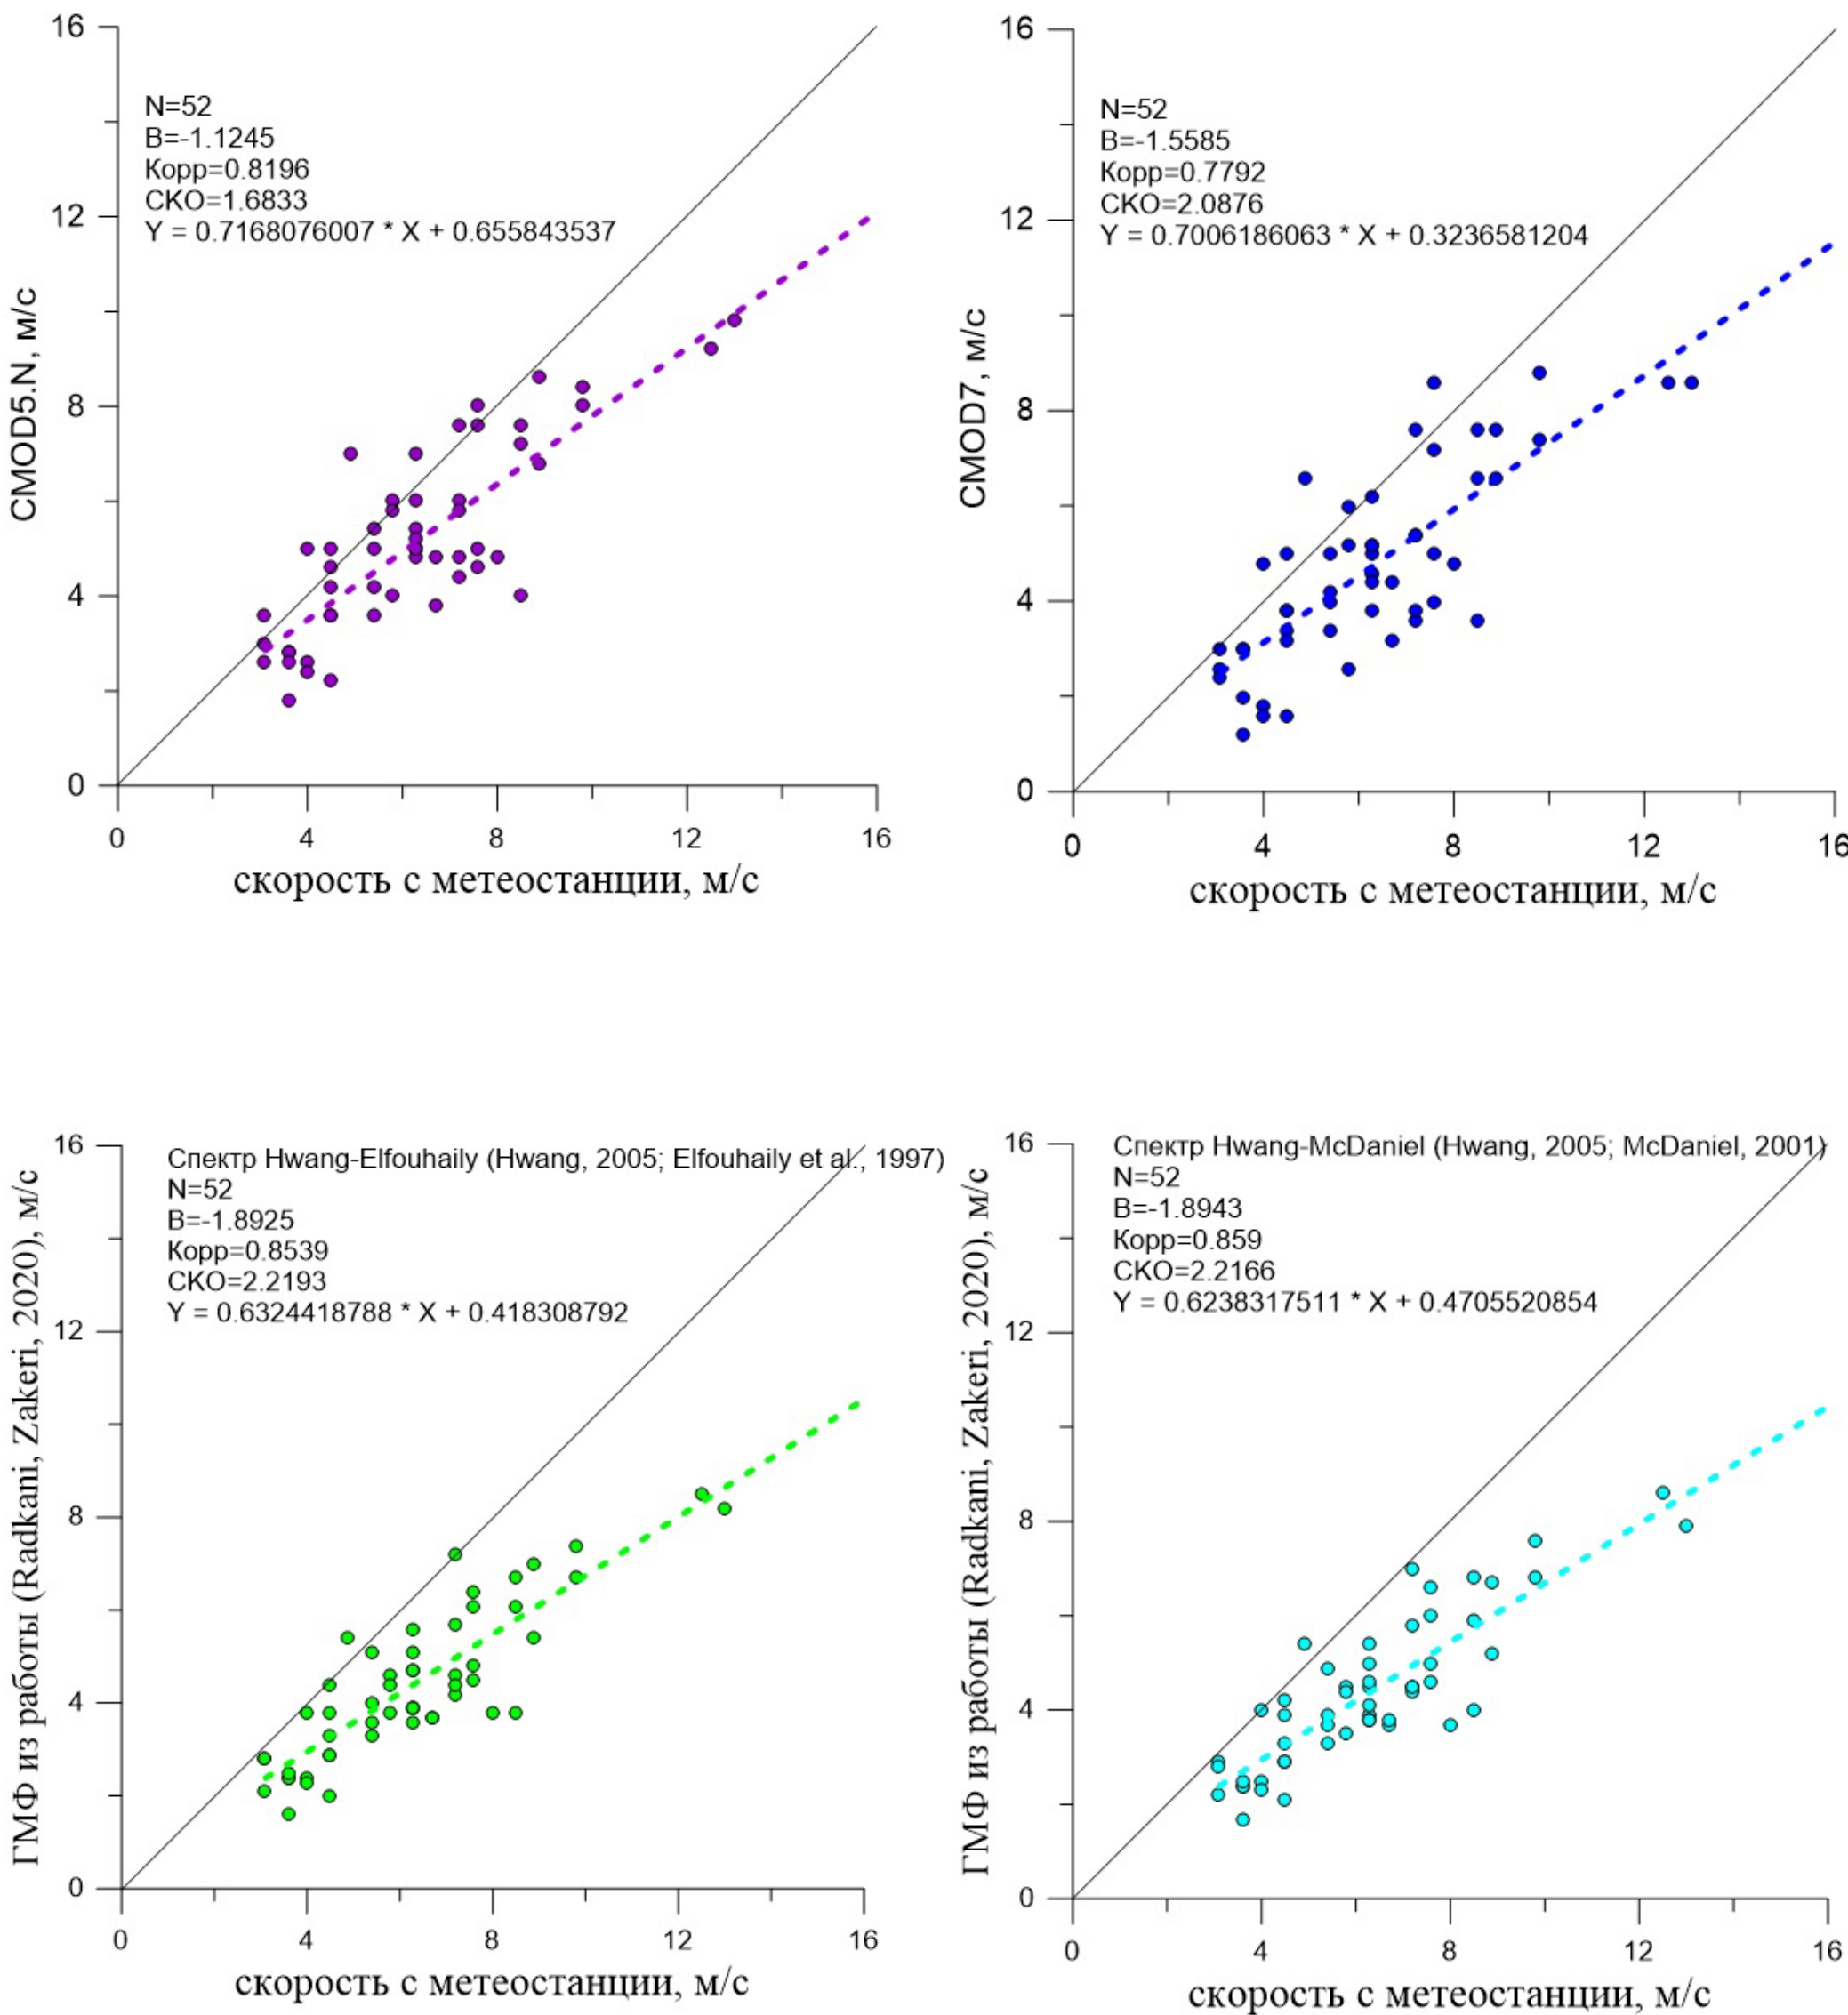 16
12
8
4
0
CMOD5.N, м/с
N=52
B=-1.1245
Корр=0.8196
СКО=1.6833
Y = 0.7168076007 * X + 0.655843537
0 4 8 12 16
скорость с метеостанции, м/с
16
12
8
4
0
CMOD7, м/с
N=52
B=-1.5585
Корр=0.7792
СКО=2.0876
Y = 0.7006186063 * X + 0.3236581204
0 4 8 12 16
скорость с метеостанции, м/с
16
12
8
4
0
ГМФ из работы (Radkani, Zakeri, 2020), м/с
Спектр Hwang-Elfouhaily (Hwang, 2005; Elfouhaily et al., 1997)
N=52
B=-1.8925
Корр=0.8539
СКО=2.2193
Y = 0.6324418788 * X + 0.418308792
0 4 8 12 16
скорость с метеостанции, м/с
16
12
8
4
0
ГМФ из работы (Radkani, Zakeri, 2020), м/с
Спектр Hwang-McDaniel (Hwang, 2005; McDaniel, 2001)
N=52
B=-1.8943
Корр=0.859
СКО=2.2166
Y = 0.6238317511 * X + 0.4705520854
0 4 8 12 16
скорость с метеостанции, м/с